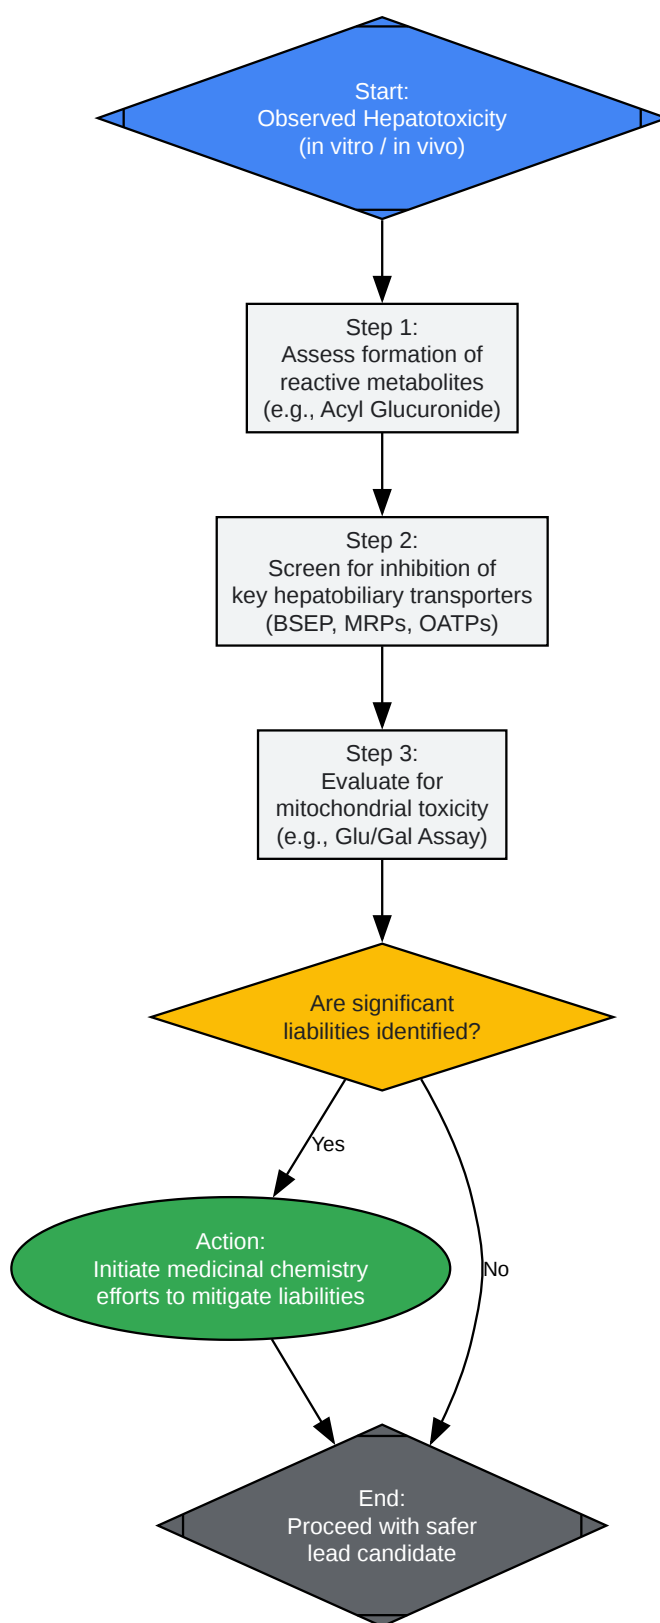 Start:
Observed Hepatotoxicity
(in vitro / in vivo)
Step 1:
Assess formation of
reactive metabolites
(e.g., Acyl Glucuronide)
Step 2:
Screen for inhibition of
key hepatobiliary transporters
(BSEP, MRPs, OATPs)
Step 3:
Evaluate for
mitochondrial toxicity
(e.g., Glu/Gal Assay)
Are significant
liabilities identified?
Yes
Action:
Initiate medicinal chemistry
efforts to mitigate liabilities
No
End:
Proceed with safer
lead candidate